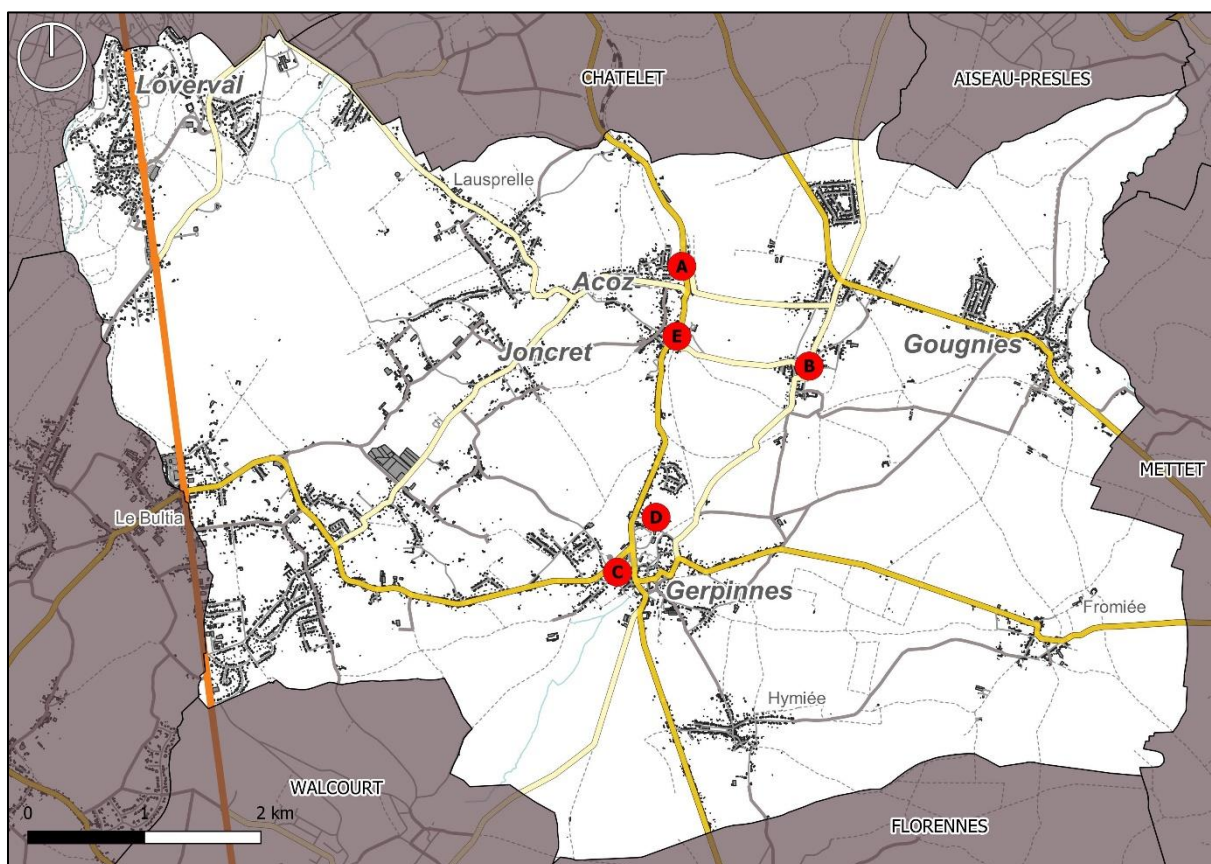 CHATELET
AISEAU-PRESLES
Loverval
Lausprelle
A
Acoz
E
Joncret
Gougnies
B
METTET
Le Bultia
D
C
Gerpinnes
Fromiée
Hymiée
WALCOURT
0 1 2 km
FLORENNES